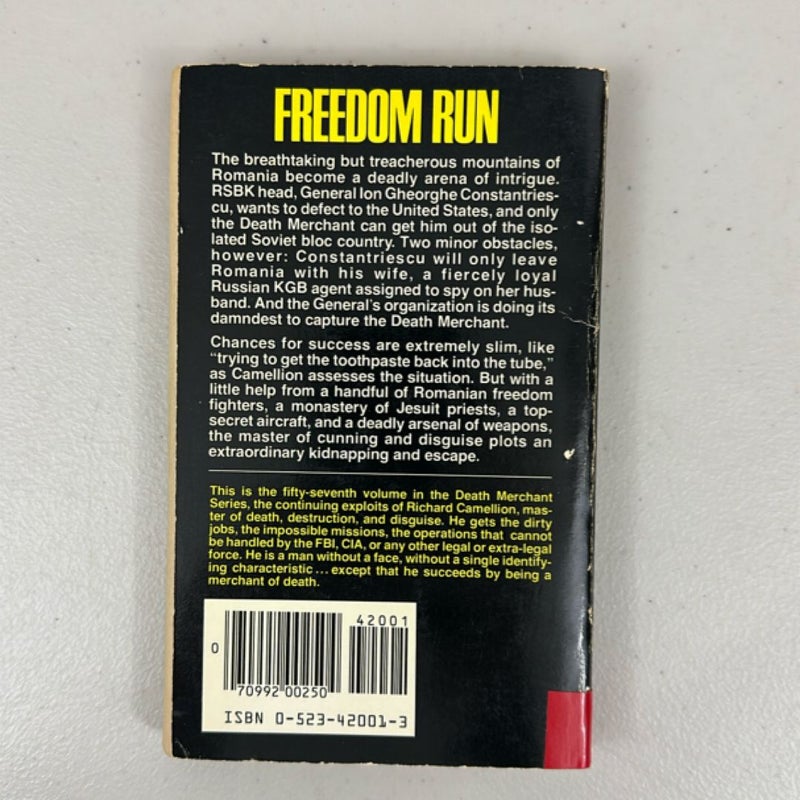 FREEDOM RUN
The breathtaking but treacherous mountains of
Romania become a deadly arena of intrigue.
RSBK head, General Ion Gheorghe Constantries-
cu, wants to defect to the United States, and only
the Death Merchant can get him out of the iso-
lated Soviet bloc country. Two minor obstacles,
however: Constantriescu will only leave
Romania with his wife, a fiercely loyal
Russian KGB agent assigned to spy on her hus-
band. And the General's organization is doing its
damndest to capture the Death Merchant.
Chances for success are extremely slim, like
"trying to get the toothpaste back into the tube,"
as Camellion assesses the situation. But with a
little help from a handful of Romanian freedom
fighters, a monastery of Jesuit priests, a top-
secret aircraft, and a deadly arsenal of weapons,
the master of cunning and disguise plots an
extraordinary kidnapping and escape.
This is the fifty-seventh volume in the Death Merchant
Series, the continuing exploits of Richard Camellion, mas-
ter of death, destruction, and disguise. He gets the dirty
jobs, the impossible missions, the operations that cannot
be handled by the FBI, CIA, or any other legal or extra-legal
force. He is a man without a face, without a single identify-
ing characteristic ... except that he succeeds by being a
merchant of death.
42001
0
70992 00250
ISBN 0-523-42001-3